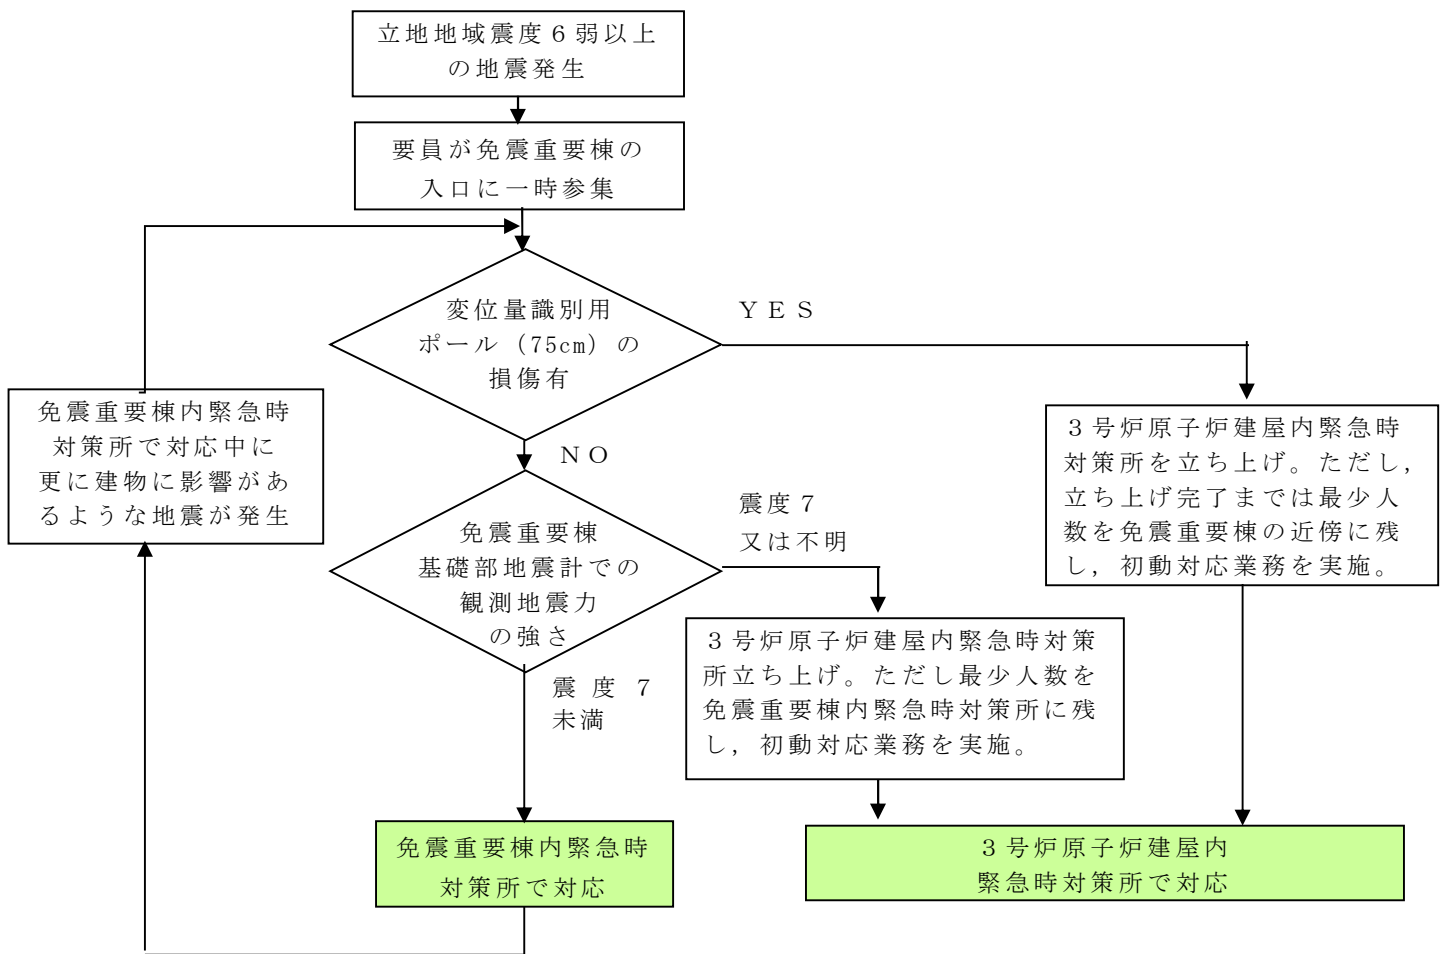 立地地域震度６弱以上
の地震発生
要員が免震重要棟の
入口に一時参集
変位量識別用
ポール（75cm）の
損傷有
ＹＥＳ
ＮＯ
免震重要棟内緊急時
対策所で対応中に
更に建物に影響があ
るような地震が発生
３号炉原子炉建屋内緊急時
対策所を立ち上げ。ただし，
立ち上げ完了までは最少人
数を免震重要棟の近傍に残
し，初動対応業務を実施。
免震重要棟
基礎部地震計での
観測地震力
の強さ
震度７
又は不明
震度７
未満
３号炉原子炉建屋内緊急時対策
所立ち上げ。ただし最少人数を
免震重要棟内緊急時対策所に残
し，初動対応業務を実施。
免震重要棟内緊急時
対策所で対応
３号炉原子炉建屋内
緊急時対策所で対応